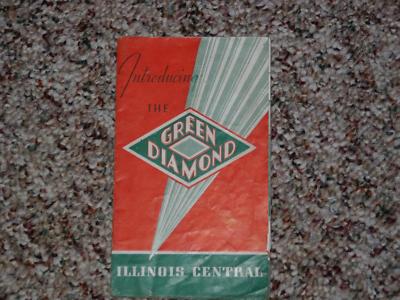 Introducing
THE
GREEN
DIAMOND
ILLINOIS CENTRAL